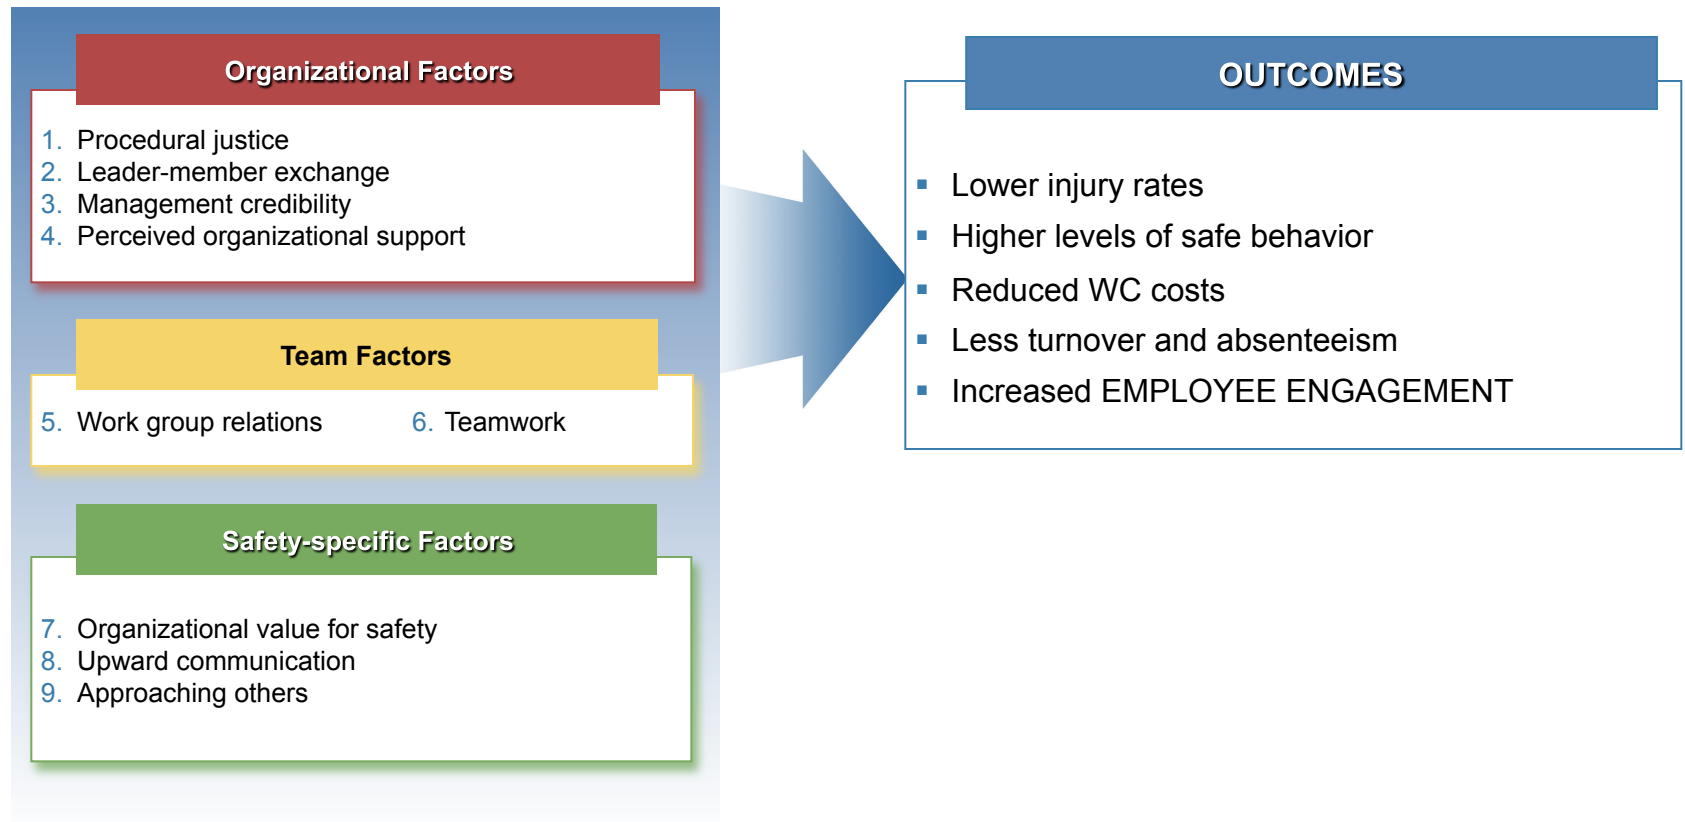 Organizational Factors
1. Procedural justice
2. Leader-member exchange
3. Management credibility
4. Perceived organizational support
Team Factors
5. Work group relations 6. Teamwork
Safety-specific Factors
7. Organizational value for safety
8. Upward communication
9. Approaching others
OUTCOMES
▪ Lower injury rates
▪ Higher levels of safe behavior
▪ Reduced WC costs
▪ Less turnover and absenteeism
▪ Increased EMPLOYEE ENGAGEMENT